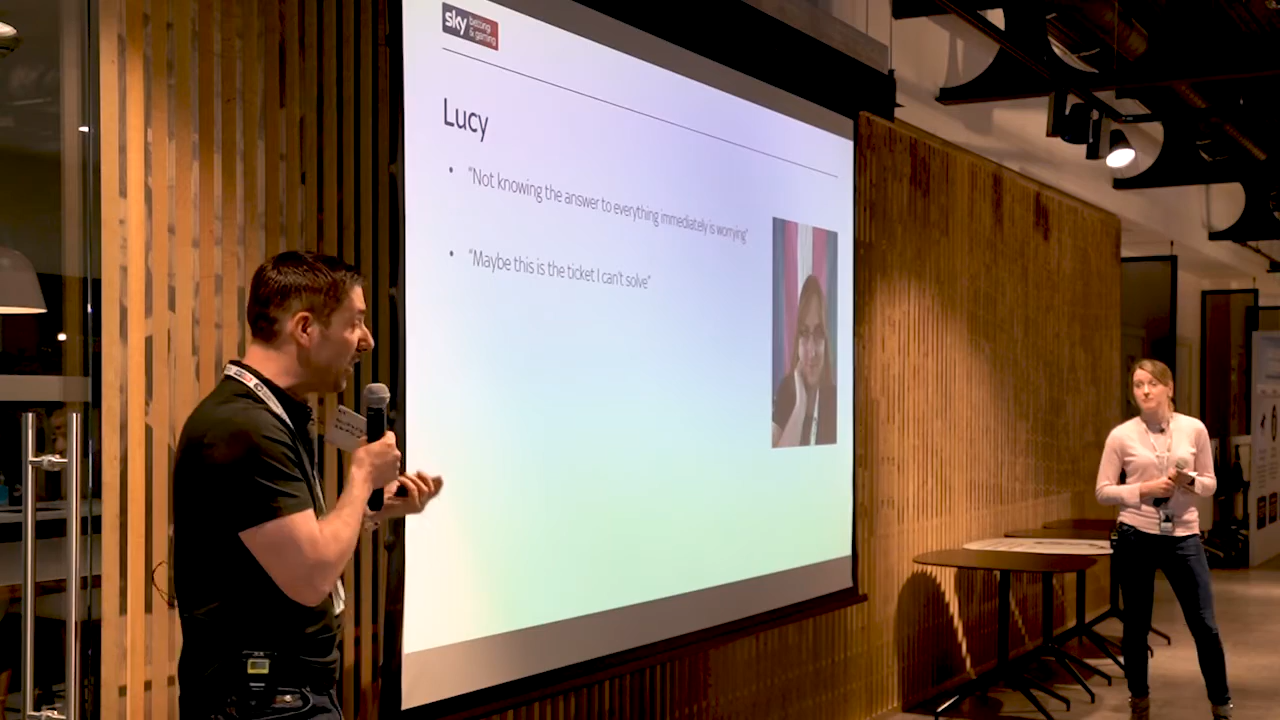 sky betting
& gaming
Lucy
• "Not knowing the answer to everything immediately is worrying"
• "Maybe this is the ticket I can't solve"